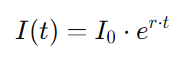 I(t) = I₀ · e^{r·t}